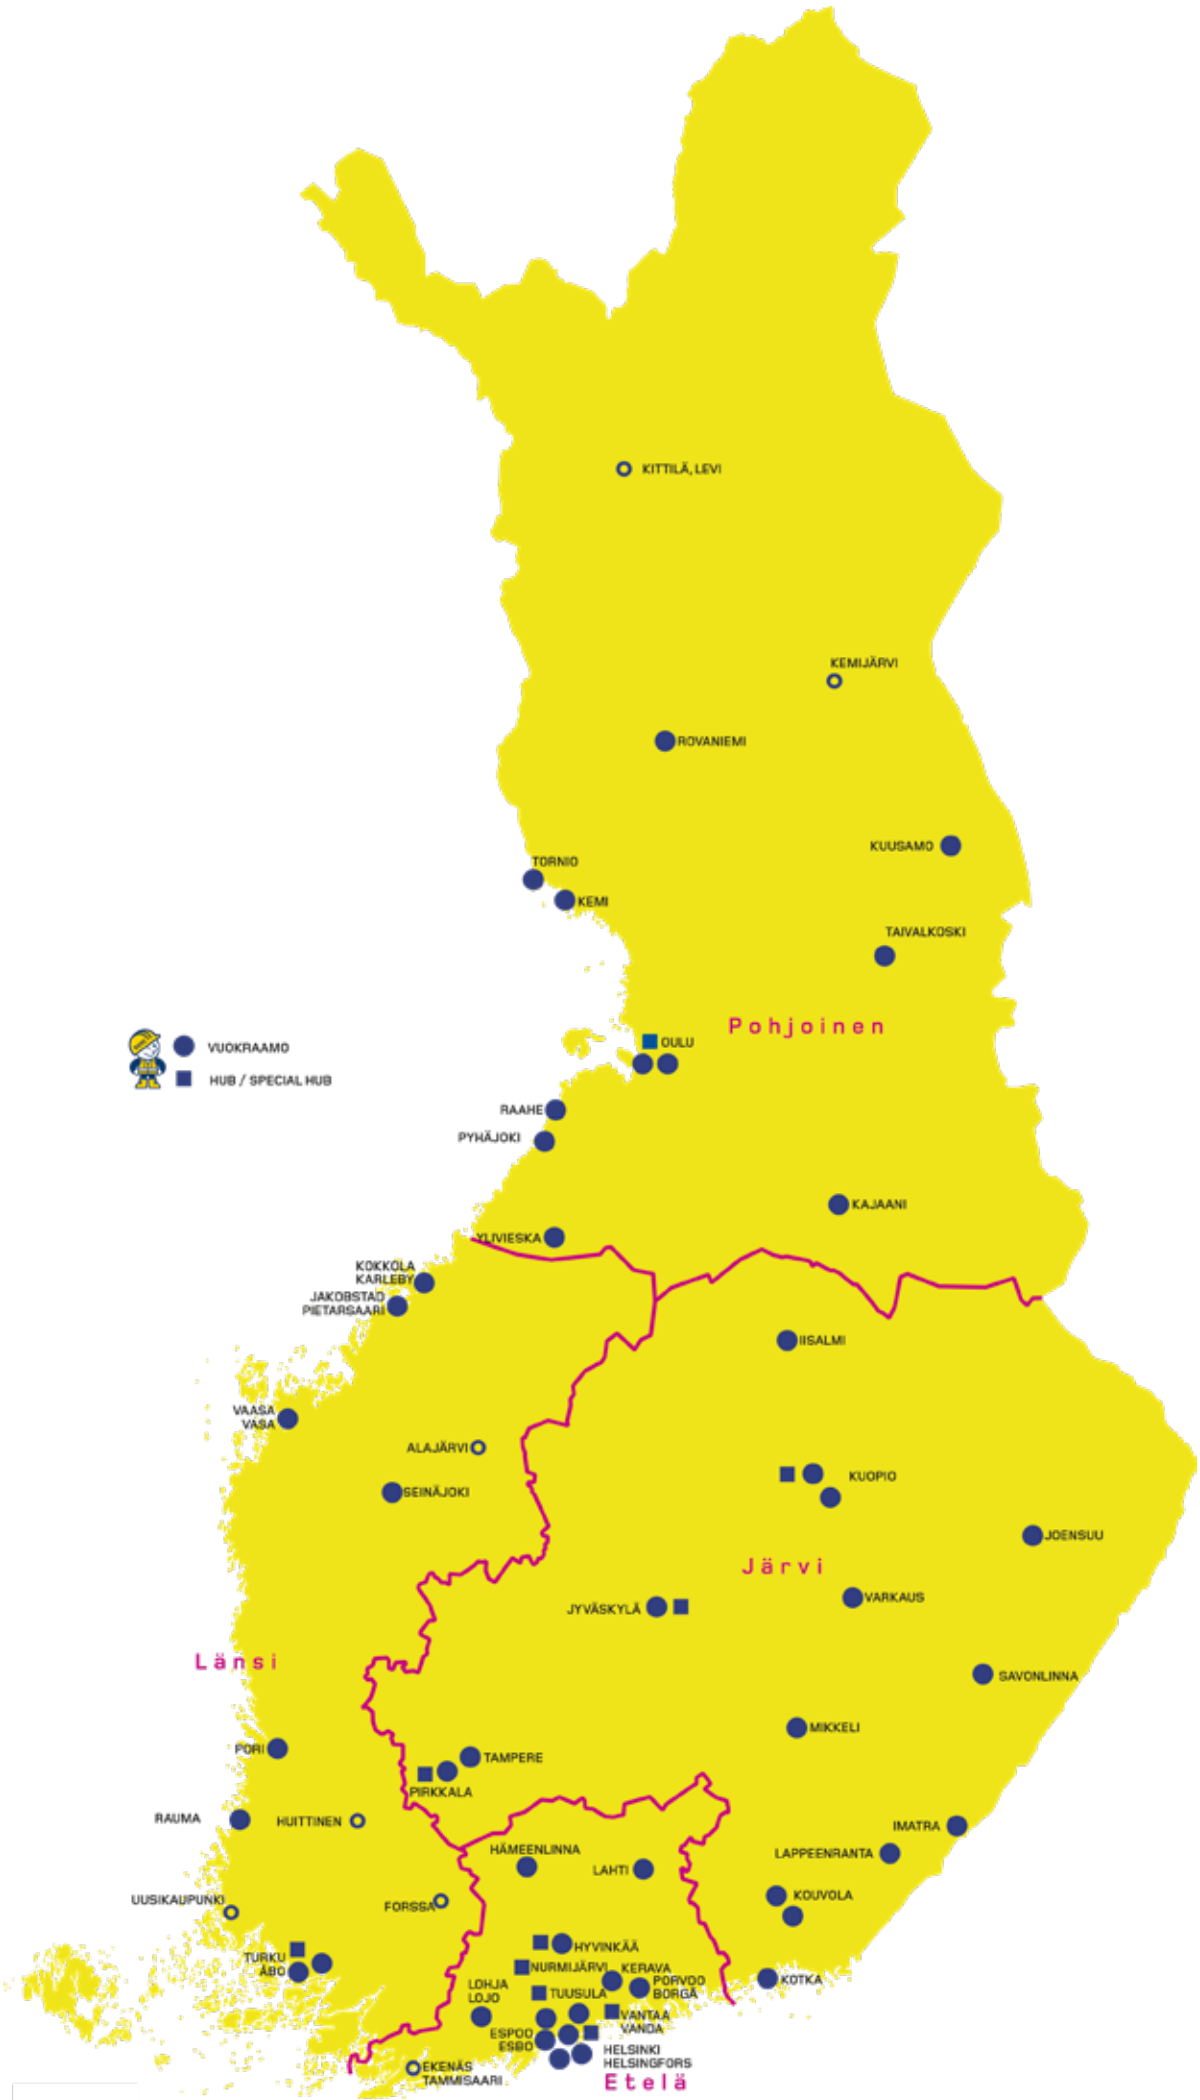 KITTILÄ, LEVI
KEMIJÄRVI
ROVANIEMI
KUUSAMO
TORNIO
KEMI
TAIVALKOSKI
Pohjoinen
OULU
VUOKRAAMO
HUB / SPECIAL HUB
RAAHE
PYHÄJOKI
KAJAANI
YLIVIESKA
KOKKOLA
KARLEBY
JAKOBSTAD
PIETARSAARI
IISALMI
VAASA
VASA
ALAJÄRVI
SEINÄJOKI
KUOPIO
JOENSUU
Järvi
VARKAUS
JYVÄSKYLÄ
Länsi
SAVONLINNA
MIKKELI
PORI
TAMPERE
PIRKKALA
RAUMA
HUITTINEN
IMATRA
HÄMEENLINNA
LAHTI
LAPPEENRANTA
KOUVOLA
UUSIKAUPUNKI
FORSSA
HYVINKÄÄ
TURKU
ÅBO
NURMIJÄRVI
KERAVA
KOTKA
LOHJA
LOJO
TUUSULA
PORVOO
BORGÅ
VANTAA
VANDA
ESPOO
ESBO
HELSINKI
HELSINGFORS
EKENÄS
TAMMISAARI
Etelä